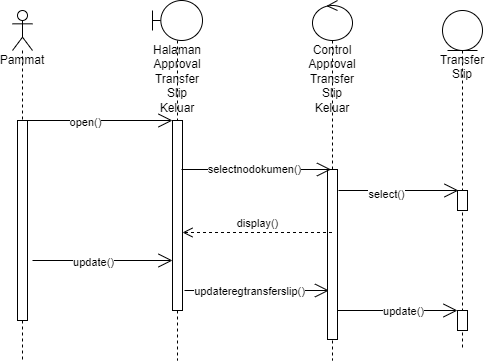 Pammat
Halaman
Approval
Transfer
Slip
Keluar
Control
Approval
Transfer
Slip
Keluar
Transfer
Slip
open()
selectnodokumen()
select()
display()
update()
updateregtransferslip()
update()